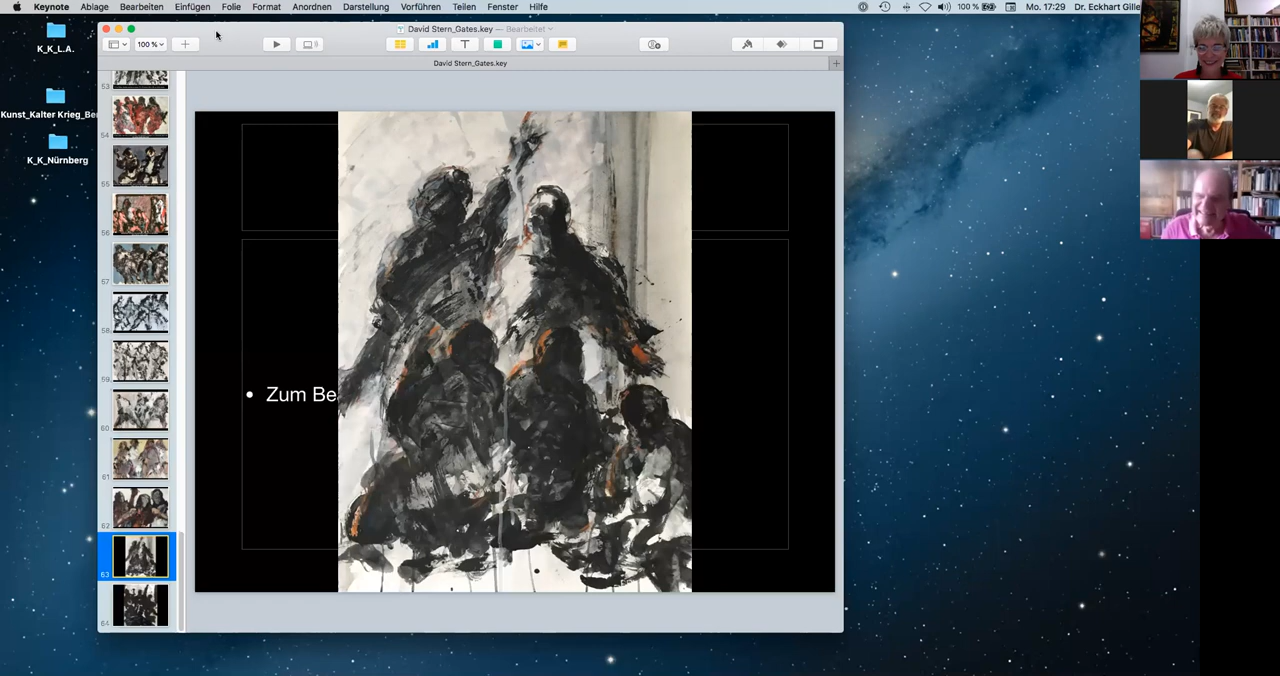 Keynote Ablage Bearbeiten Einfügen Folie Format Anordnen Darstellung Vorführen Teilen Fenster Hilfe 100 % Mo. 17:29 Dr. Eckhart Gille
David Stern_Gates.key — Bearbeitet
100 %
David Stern_Gates.key
K_K_L.A.
Kunst_Kalter Krieg_Be
K_K_Nürnberg
53
54
55
56
57
58
59
60
61
62
63
64
• Zum Be